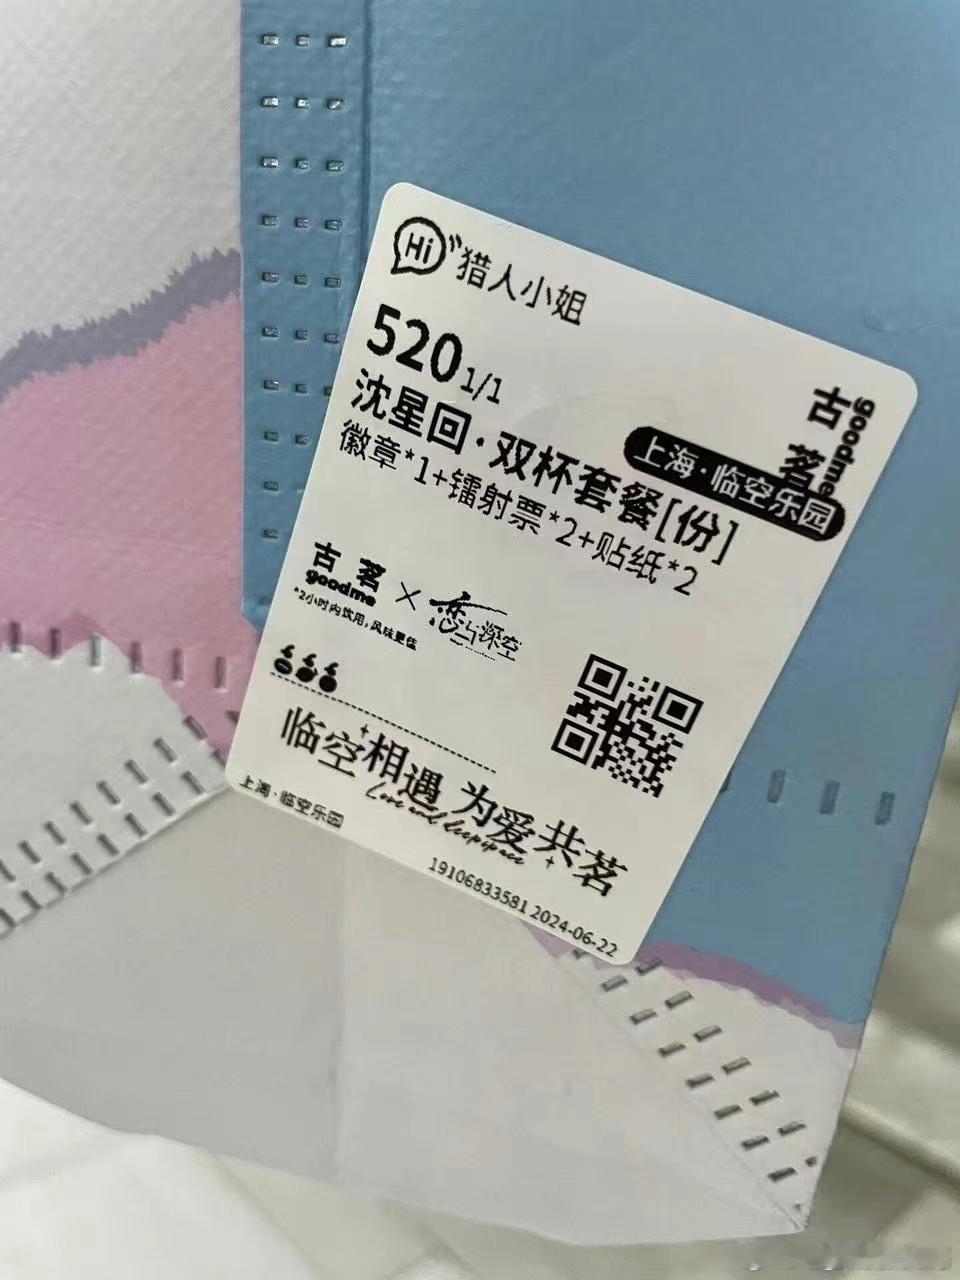 Hi 猎人小姐
520 1/1
古茗
goodme
上海·临空乐园
沈星回·双杯套餐[份]
徽章*1+镭射票*2+贴纸*2
古茗
goodme
×
恋与深空
*2小时内饮用,风味更佳
临空相遇 为爱共茗
Love and deepspace
上海·临空乐园
19106833581 2024-06-22